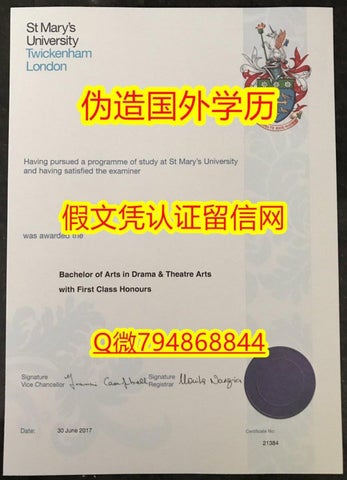 St Mary's
University
Twickenham
London
伪造国外学历
Having pursued a programme of study at St Mary's University
and having satisfied the examiner
假文凭认证留信网
was awarded the
Bachelor of Arts in Drama & Theatre Arts
with First Class Honours
Q微794868844
Signature
Vice Chancellor
Signature
Registrar
Date: 30 June 2017
Certificate No.
21384